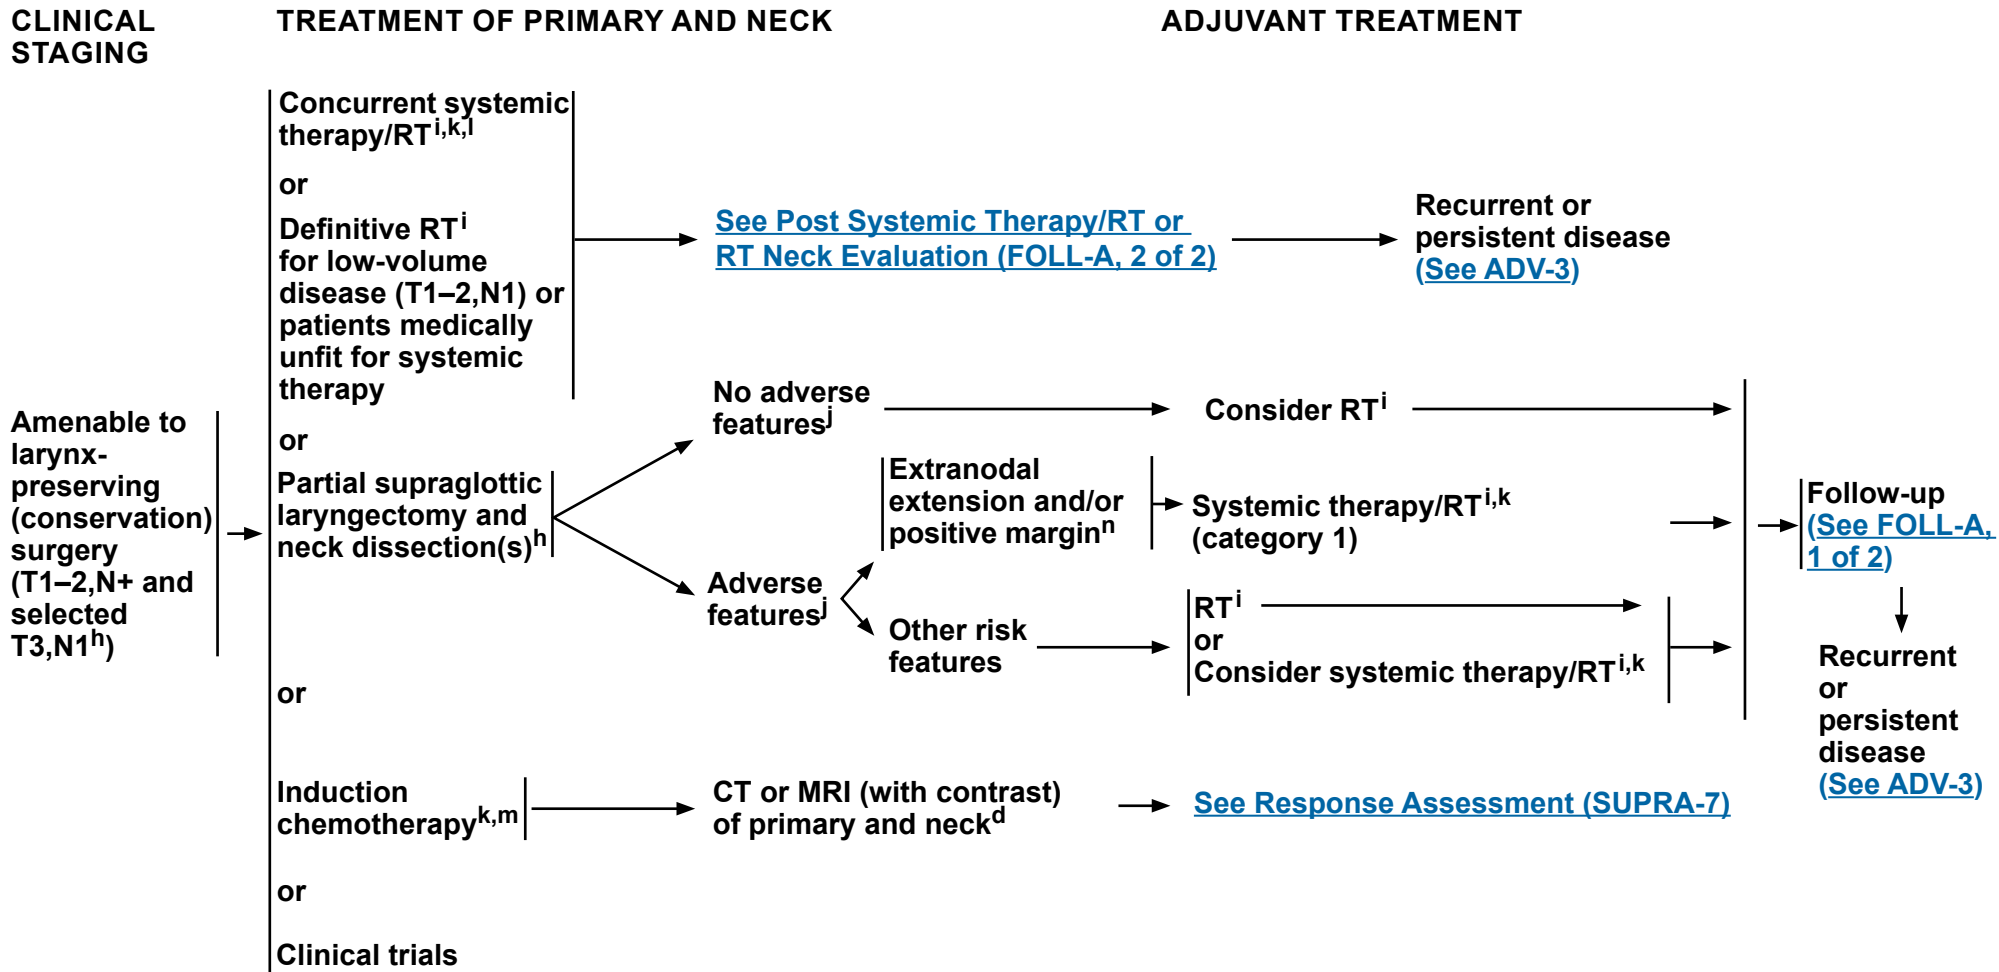 CLINICAL
STAGING
TREATMENT OF PRIMARY AND NECK
ADJUVANT TREATMENT
Amenable to
larynx-
preserving
(conservation)
surgery
(T1–2,N+ and
selected
T3,N1h)
Concurrent systemic
therapy/RTi,k,l
or
Definitive RTi
for low-volume
disease (T1–2,N1) or
patients medically
unfit for systemic
therapy
or
Partial supraglottic
laryngectomy and
neck dissection(s)h
or
Induction
chemotherapyk,m
or
Clinical trials
See Post Systemic Therapy/RT or
RT Neck Evaluation (FOLL-A, 2 of 2)
Recurrent or
persistent disease
(See ADV-3)
No adverse
featuresj
Consider RTi
Adverse
featuresj
Extranodal
extension and/or
positive marginn
Systemic therapy/RTi,k
(category 1)
Other risk
features
RTi
or
Consider systemic therapy/RTi,k
CT or MRI (with contrast)
of primary and neckd
See Response Assessment (SUPRA-7)
Follow-up
(See FOLL-A,
1 of 2)
Recurrent
or
persistent
disease
(See ADV-3)